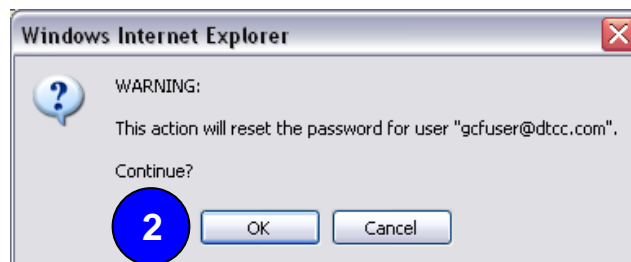 Windows Internet Explorer
WARNING:
This action will reset the password for user "gcfuser@dtcc.com".
Continue?
2 OK Cancel